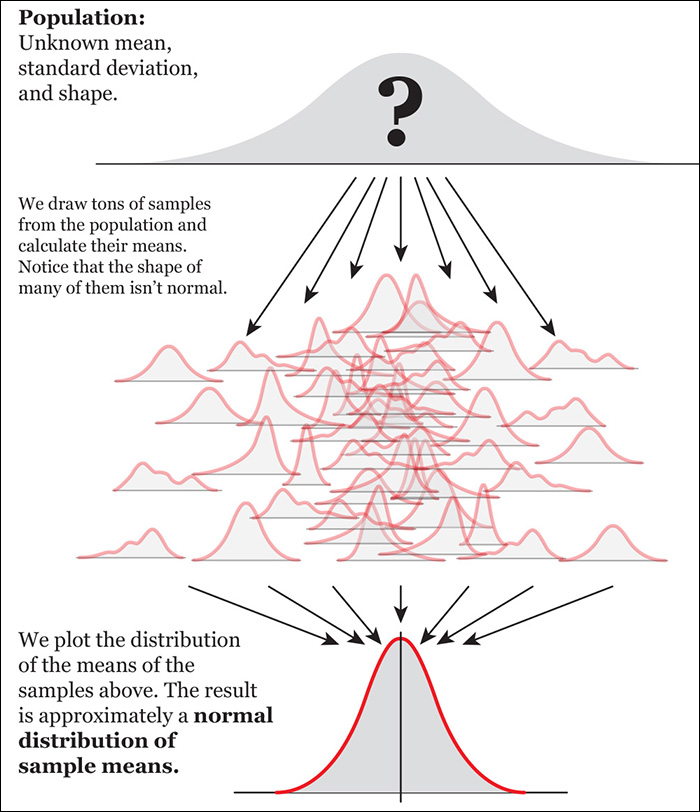 Population:
Unknown mean,
standard deviation,
and shape.
?
We draw tons of samples
from the population and
calculate their means.
Notice that the shape of
many of them isn’t normal.
We plot the distribution
of the means of the
samples above. The result
is approximately a normal
distribution of
sample means.